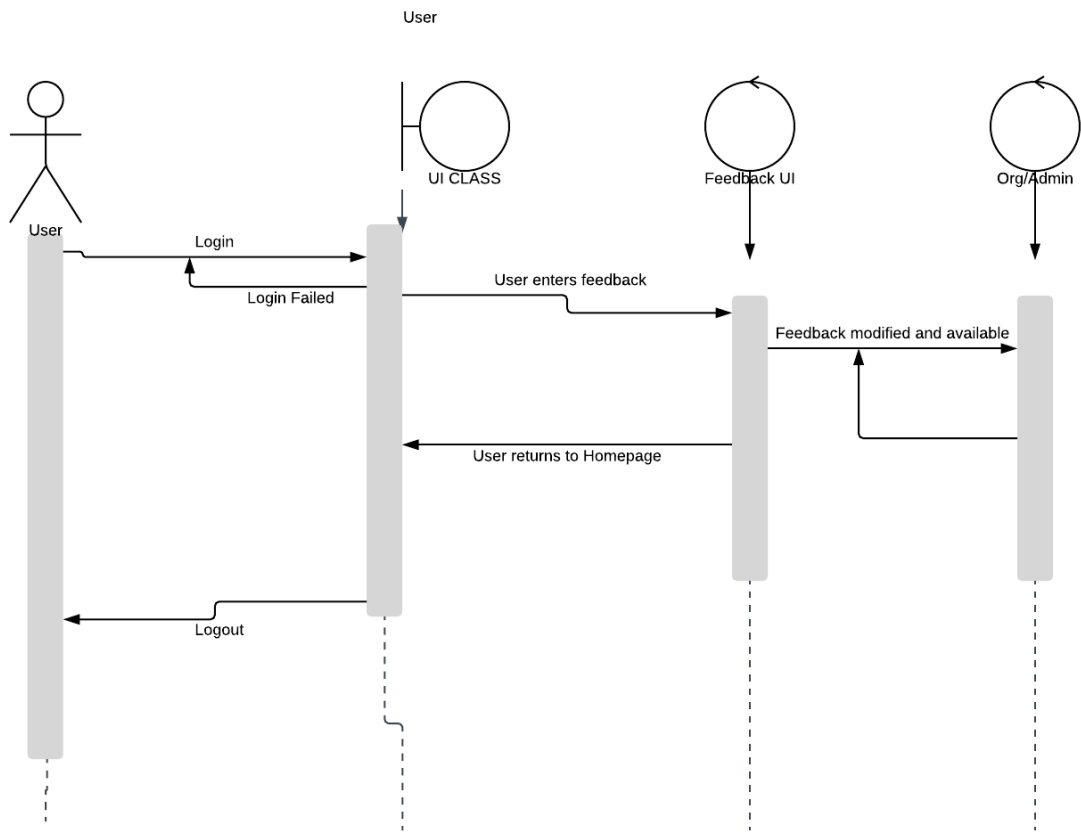 User
UI CLASS
Feedback UI
Org/Admin
User
Login
Login Failed
User enters feedback
Feedback modified and available
User returns to Homepage
Logout